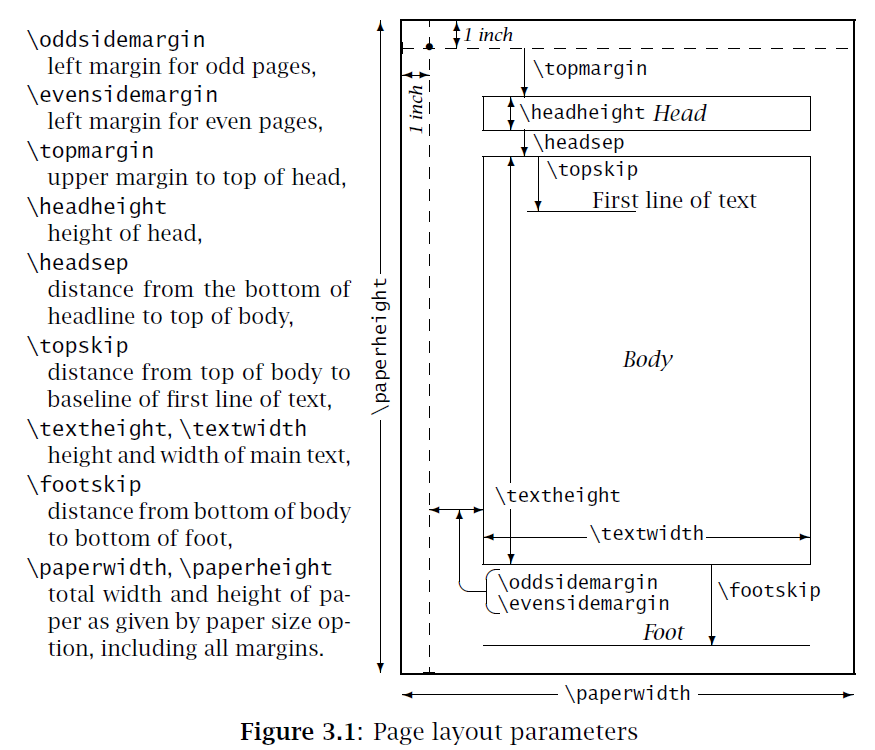 \oddsidemargin
left margin for odd pages,
\evensidemargin
left margin for even pages,
\topmargin
upper margin to top of head,
\headheight
height of head,
\headsep
distance from the bottom of
headline to top of body,
\topskip
distance from top of body to
baseline of first line of text,
\textheight, \textwidth
height and width of main text,
\footskip
distance from bottom of body
to bottom of foot,
\paperwidth, \paperheight
total width and height of pa-
per as given by paper size op-
tion, including all margins.
\paperheight
1 inch
1 inch
\topmargin
\headheight Head
\headsep
\topskip
First line of text
Body
\textheight
\textwidth
\oddsidemargin
\evensidemargin
\footskip
Foot
\paperwidth
Figure 3.1: Page layout parameters